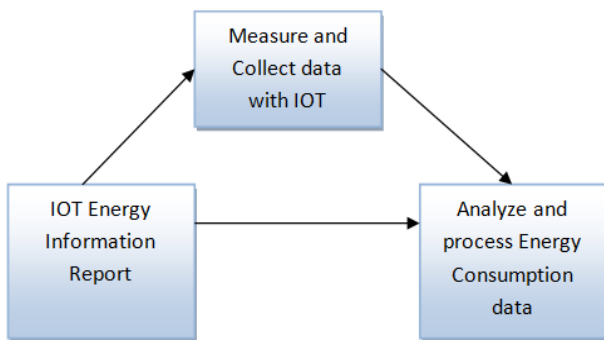 Measure and
Collect data
with IOT
IOT Energy
Information
Report
Analyze and
process Energy
Consumption
data